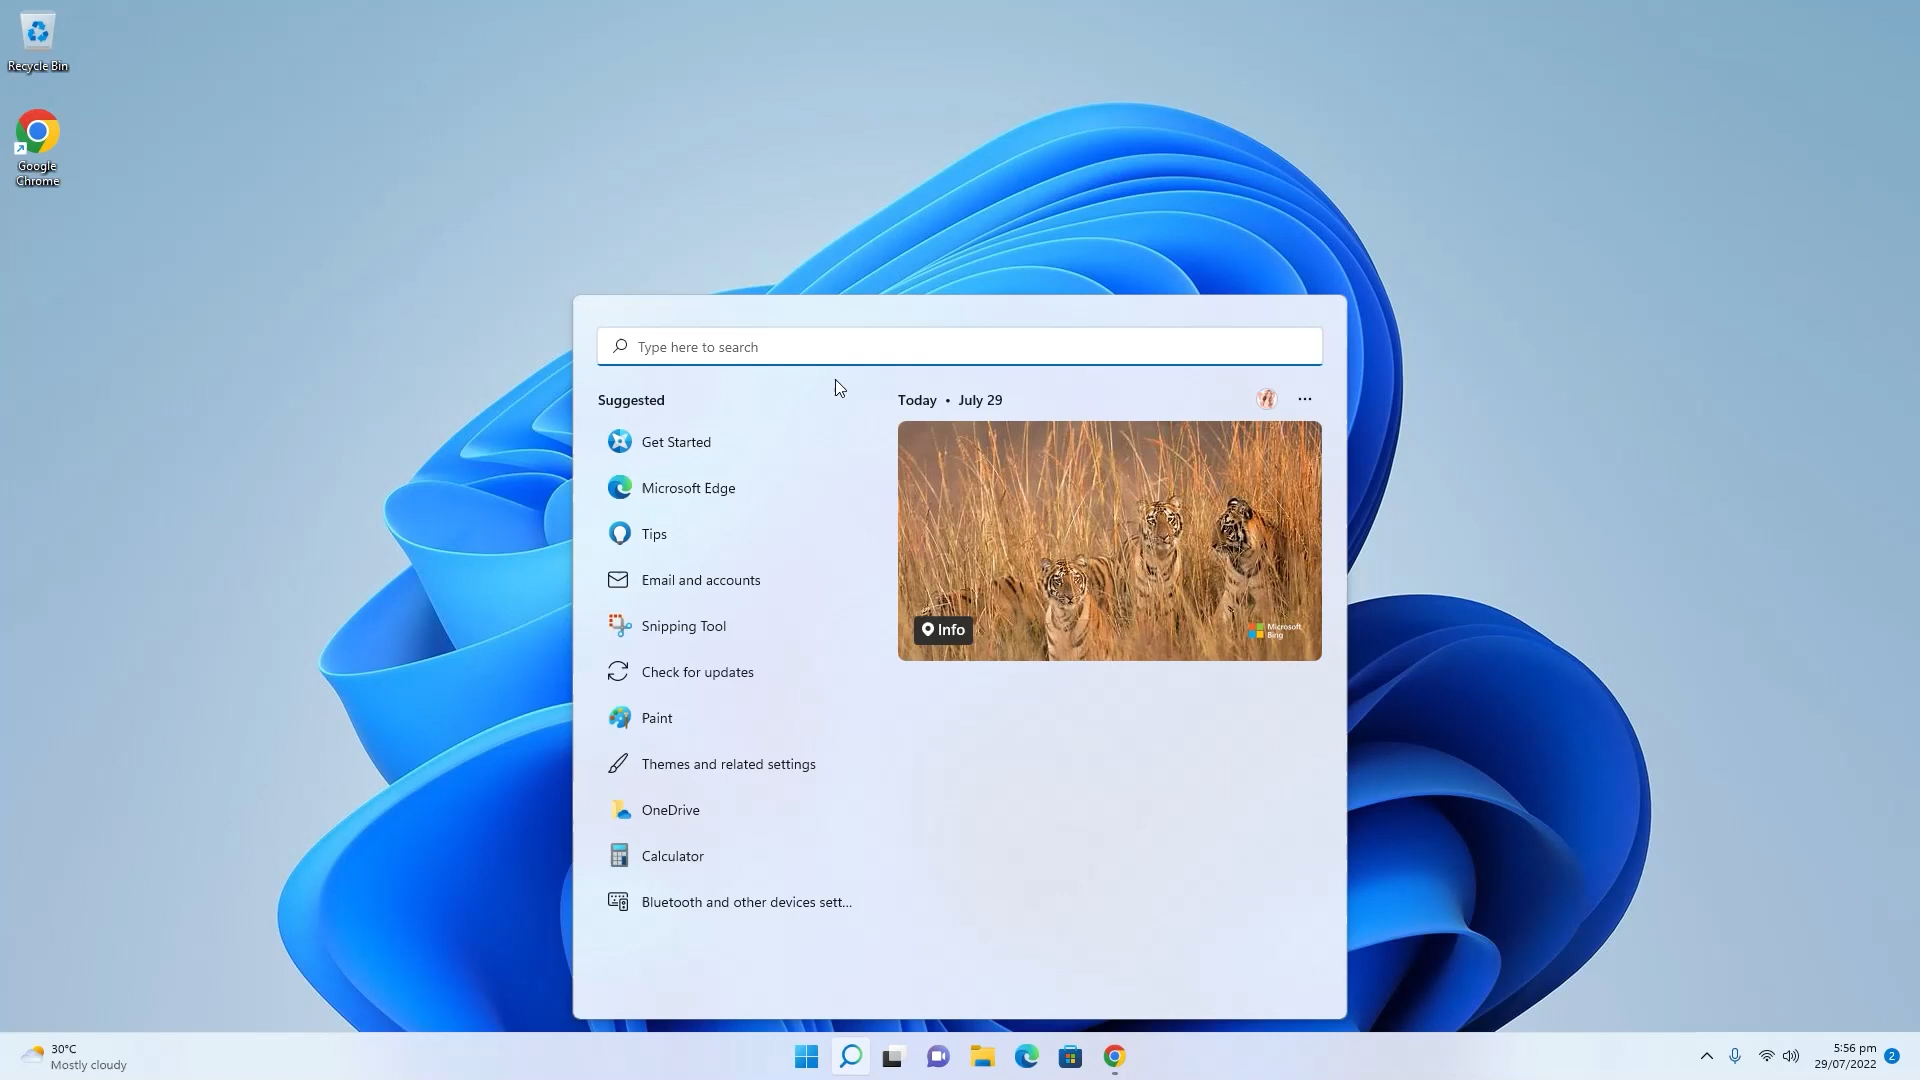 Recycle Bin
Google
Chrome
Type here to search
Suggested
Today • July 29
Get Started
Microsoft Edge
Tips
Email and accounts
Snipping Tool
Check for updates
Paint
Themes and related settings
OneDrive
Calculator
Bluetooth and other devices sett...
Info
Microsoft
Bing
30°C
Mostly cloudy
5:56 pm
29/07/2022
2